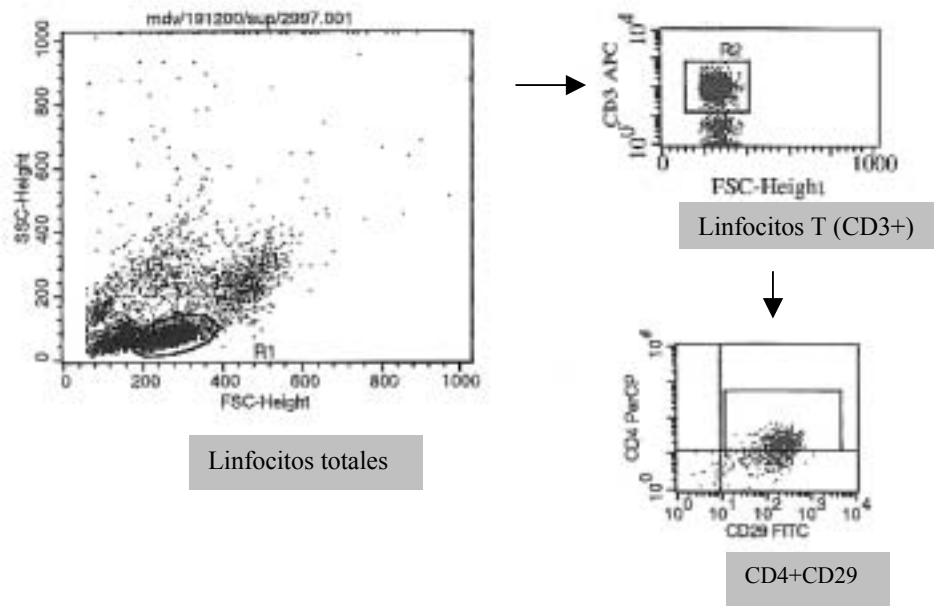 mdv/191200/sup/2997.001
SSC-Height
1000
800
600
400
200
0
R1
0 200 400 600 800 1000
FSC-Height
Linfocitos totales
CD3 APC
10^4
10^0
R2
0 1000
FSC-Height
Linfocitos T (CD3+)
CD4 PerCP
10^4
10^0
10^0 10^1 10^2 10^3 10^4
CD29 FITC
CD4+CD29